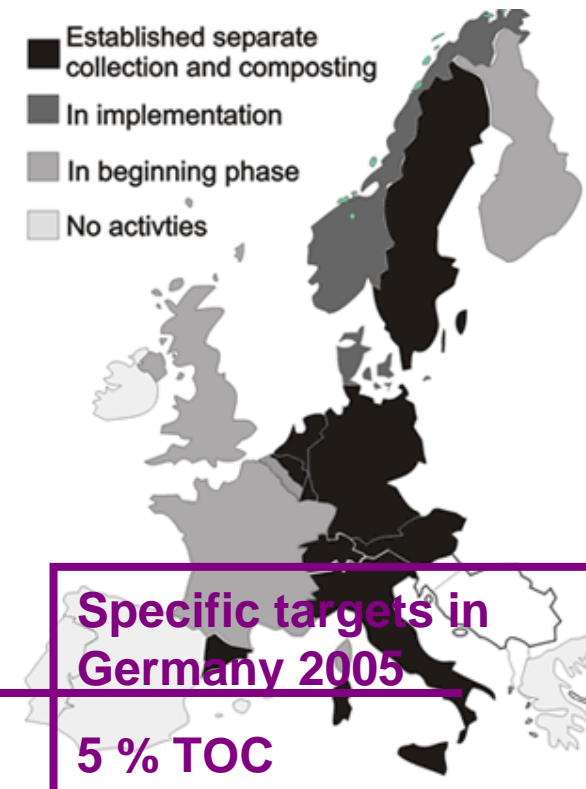 Established separate
collection and composting
In implementation
In beginning phase
No activties
Specific targets in
Germany 2005
5 % TOC